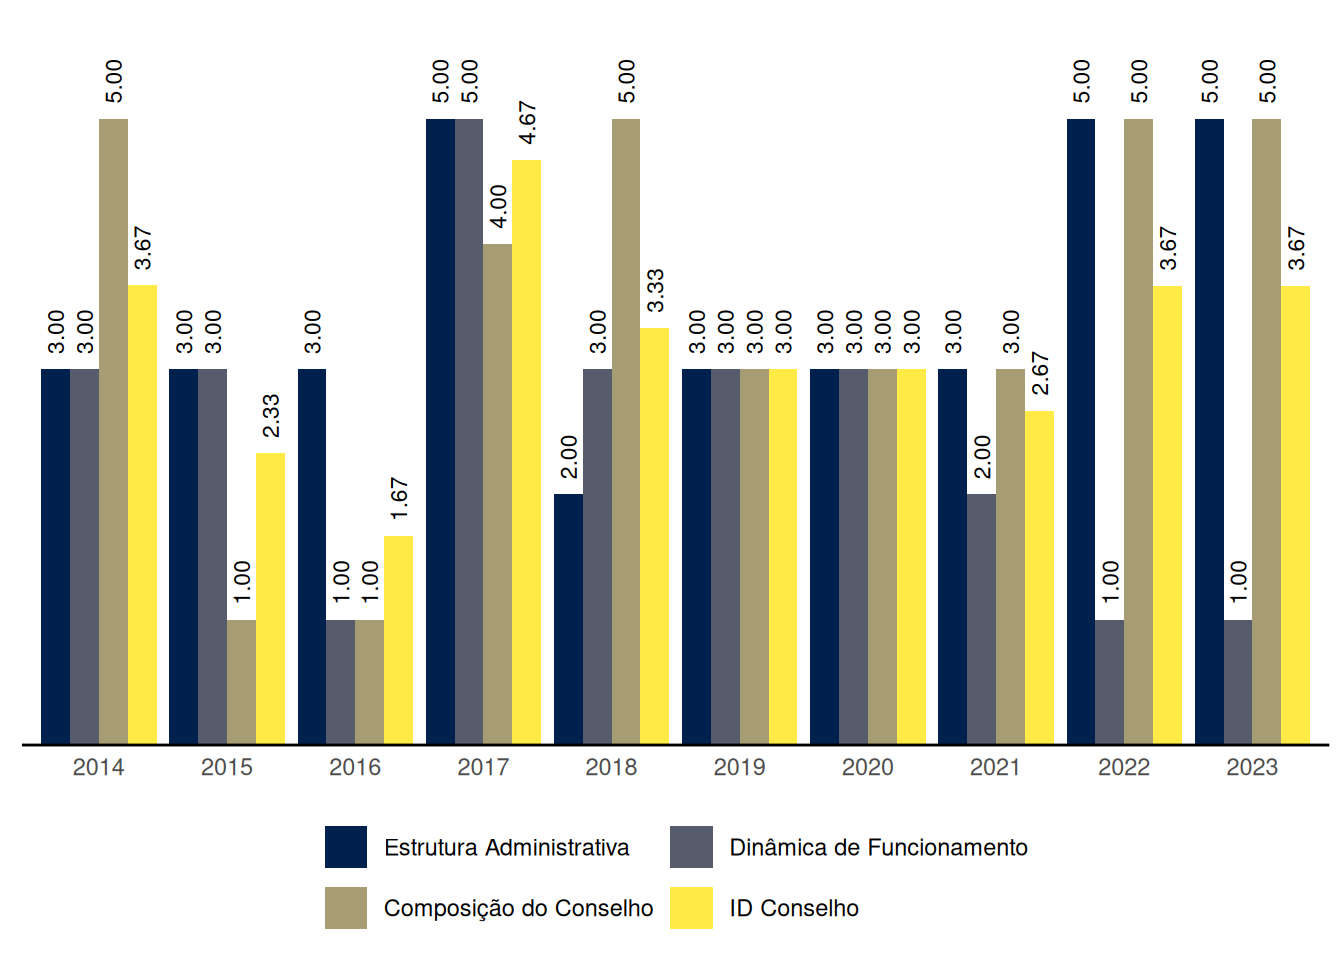 3.00 3.00 5.00 3.67 3.00 3.00 1.00 2.33 3.00 1.00 1.00 1.67 5.00 5.00 4.00 4.67 2.00 3.00 5.00 3.33 3.00 3.00 3.00 3.00 3.00 3.00 3.00 3.00 3.00 2.00 3.00 2.67 5.00 1.00 5.00 3.67 5.00 1.00 5.00 3.67
2014 2015 2016 2017 2018 2019 2020 2021 2022 2023
Estrutura Administrativa Dinâmica de Funcionamento
Composição do Conselho ID Conselho